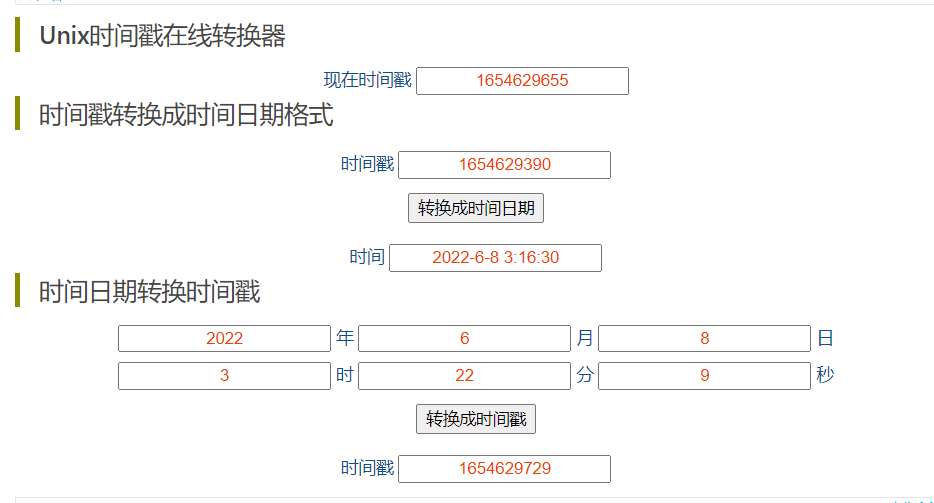 Unix时间戳在线转换器
现在时间戳 1654629655
时间戳转换成时间日期格式
时间戳 1654629390
转换成时间日期
时间 2022-6-8 3:16:30
时间日期转换时间戳
2022 年 6 月 8 日
3 时 22 分 9 秒
转换成时间戳
时间戳 1654629729